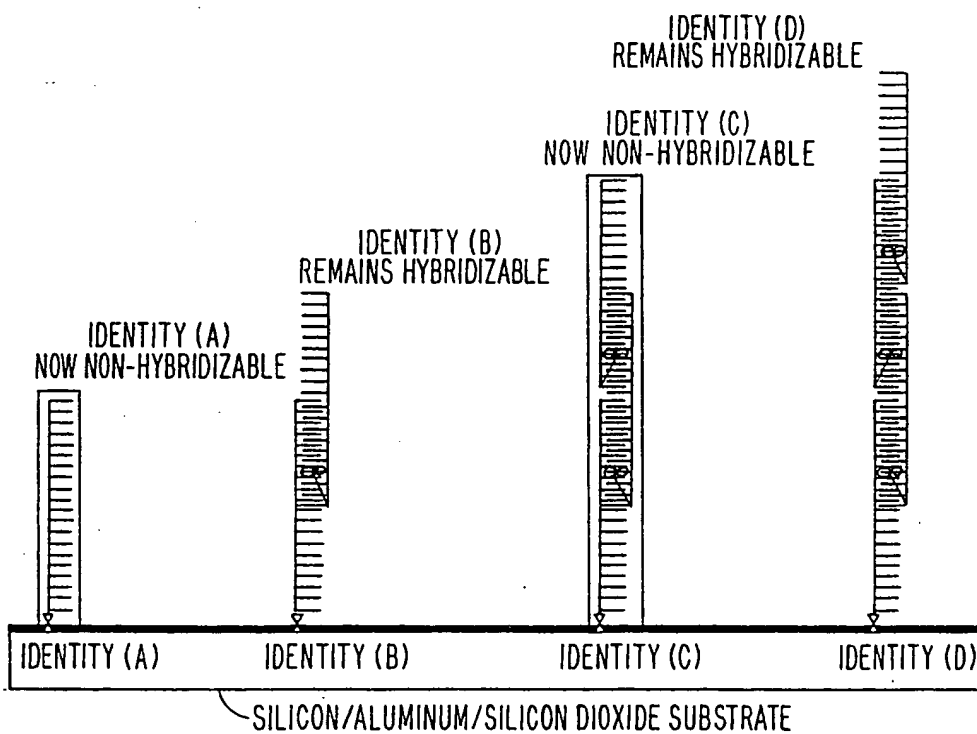 IDENTITY (D)
REMAINS HYBRIDIZABLE
IDENTITY (C)
NOW NON-HYBRIDIZABLE
IDENTITY (B)
REMAINS HYBRIDIZABLE
IDENTITY (A)
NOW NON-HYBRIDIZABLE
IDENTITY (A)
IDENTITY (B)
IDENTITY (C)
IDENTITY (D)
SILICON/ALUMINUM/SILICON DIOXIDE SUBSTRATE